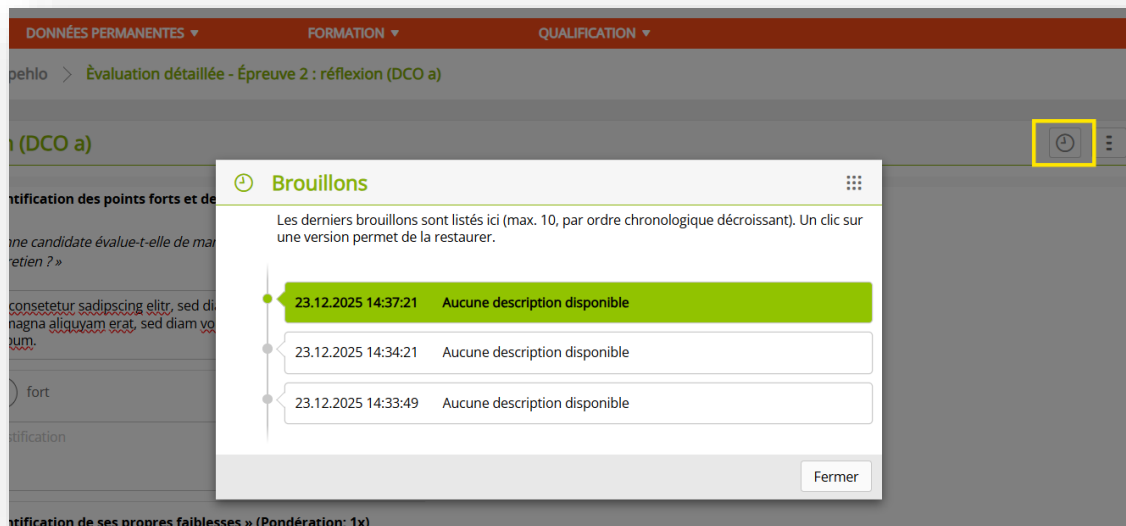 DONNÉES PERMANENTES FORMATION QUALIFICATION
pehlo > Èvaluation détaillée - Épreuve 2 : réflexion (DCO a)
(DCO a)
Brouillons
Les derniers brouillons sont listés ici (max. 10, par ordre chronologique décroissant). Un clic sur
une version permet de la restaurer.
23.12.2025 14:37:21 Aucune description disponible
23.12.2025 14:34:21 Aucune description disponible
23.12.2025 14:33:49 Aucune description disponible
Fermer
ntification des points forts et de
nne candidate évalue-t-elle de mar
retien ? »
consetetur sadipscing elitr, sed di
magna aliquyam erat, sed diam vo
oum.
fort
stification
ntification de ses propres faiblesses » (Pondération: 1x)